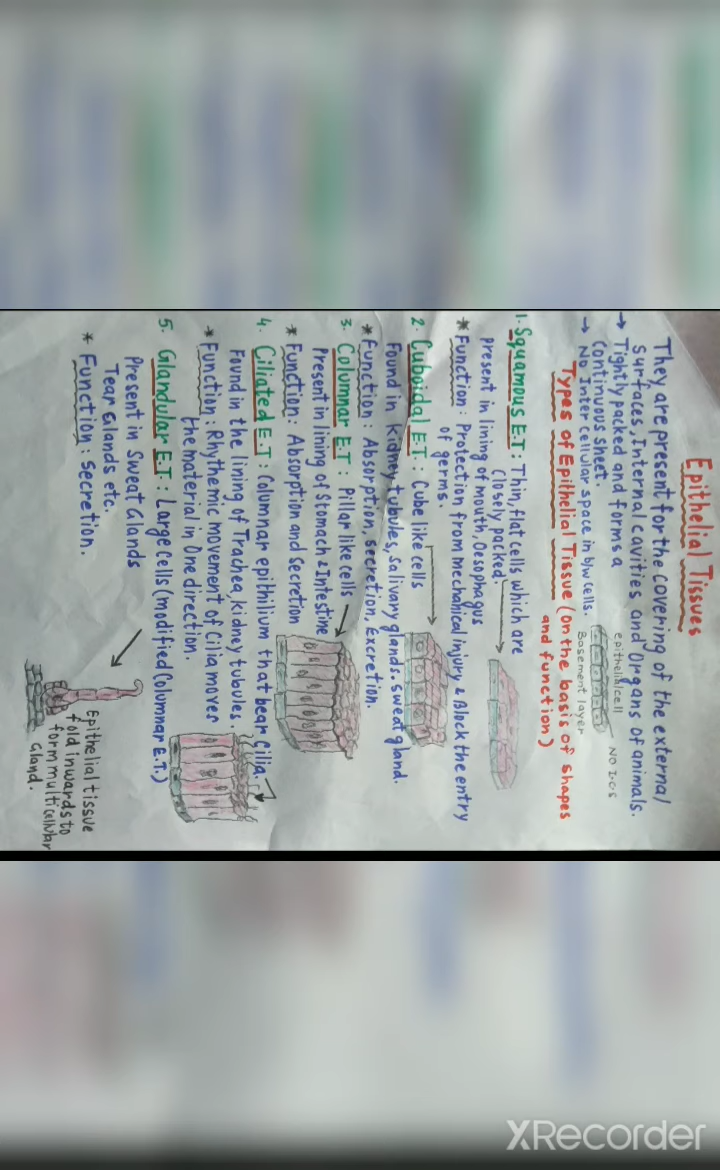 Epithelial Tissues
They are present for the covering of the external
Surfaces, Internal cavities and Organs of animals.
→ Tightly packed and forms a
Continuous sheet.
→ No Inter cellular space in b/w cells.
epithelial cell
Basement layer
NO I.C.S
Types of Epithelial Tissue (On the basis of shapes
and function)
1. Squamous E.T : Thin, flat cells which are
Closely packed.
present in lining of mouth, Oesophagus
* Function : Protection from mechanical injury & Block the entry
of germs.
2. Cuboidal E.T : Cube like cells
Found in kidney tubules, salivary glands. sweat gland.
* Function : Absorption, secretion, Excretion.
3. Columnar E.T : Pillar like cells
Present in lining of Stomach & Intestine
* Function : Absorption and secretion
4. Ciliated E.T : Columnar epithilium that bear Cilia.
Found in the lining of Trachea, kidney tubules.
* Function : Rhythemic movement of Cilia moves
the material in One direction.
5. Glandular E.T : Large cells (modified Columnar E.T.)
Present in Sweat Glands
Tear Glands etc.
* Function : Secretion.
Epithelial tissue
fold inwards to
form multicellular
Gland.
XRecorder